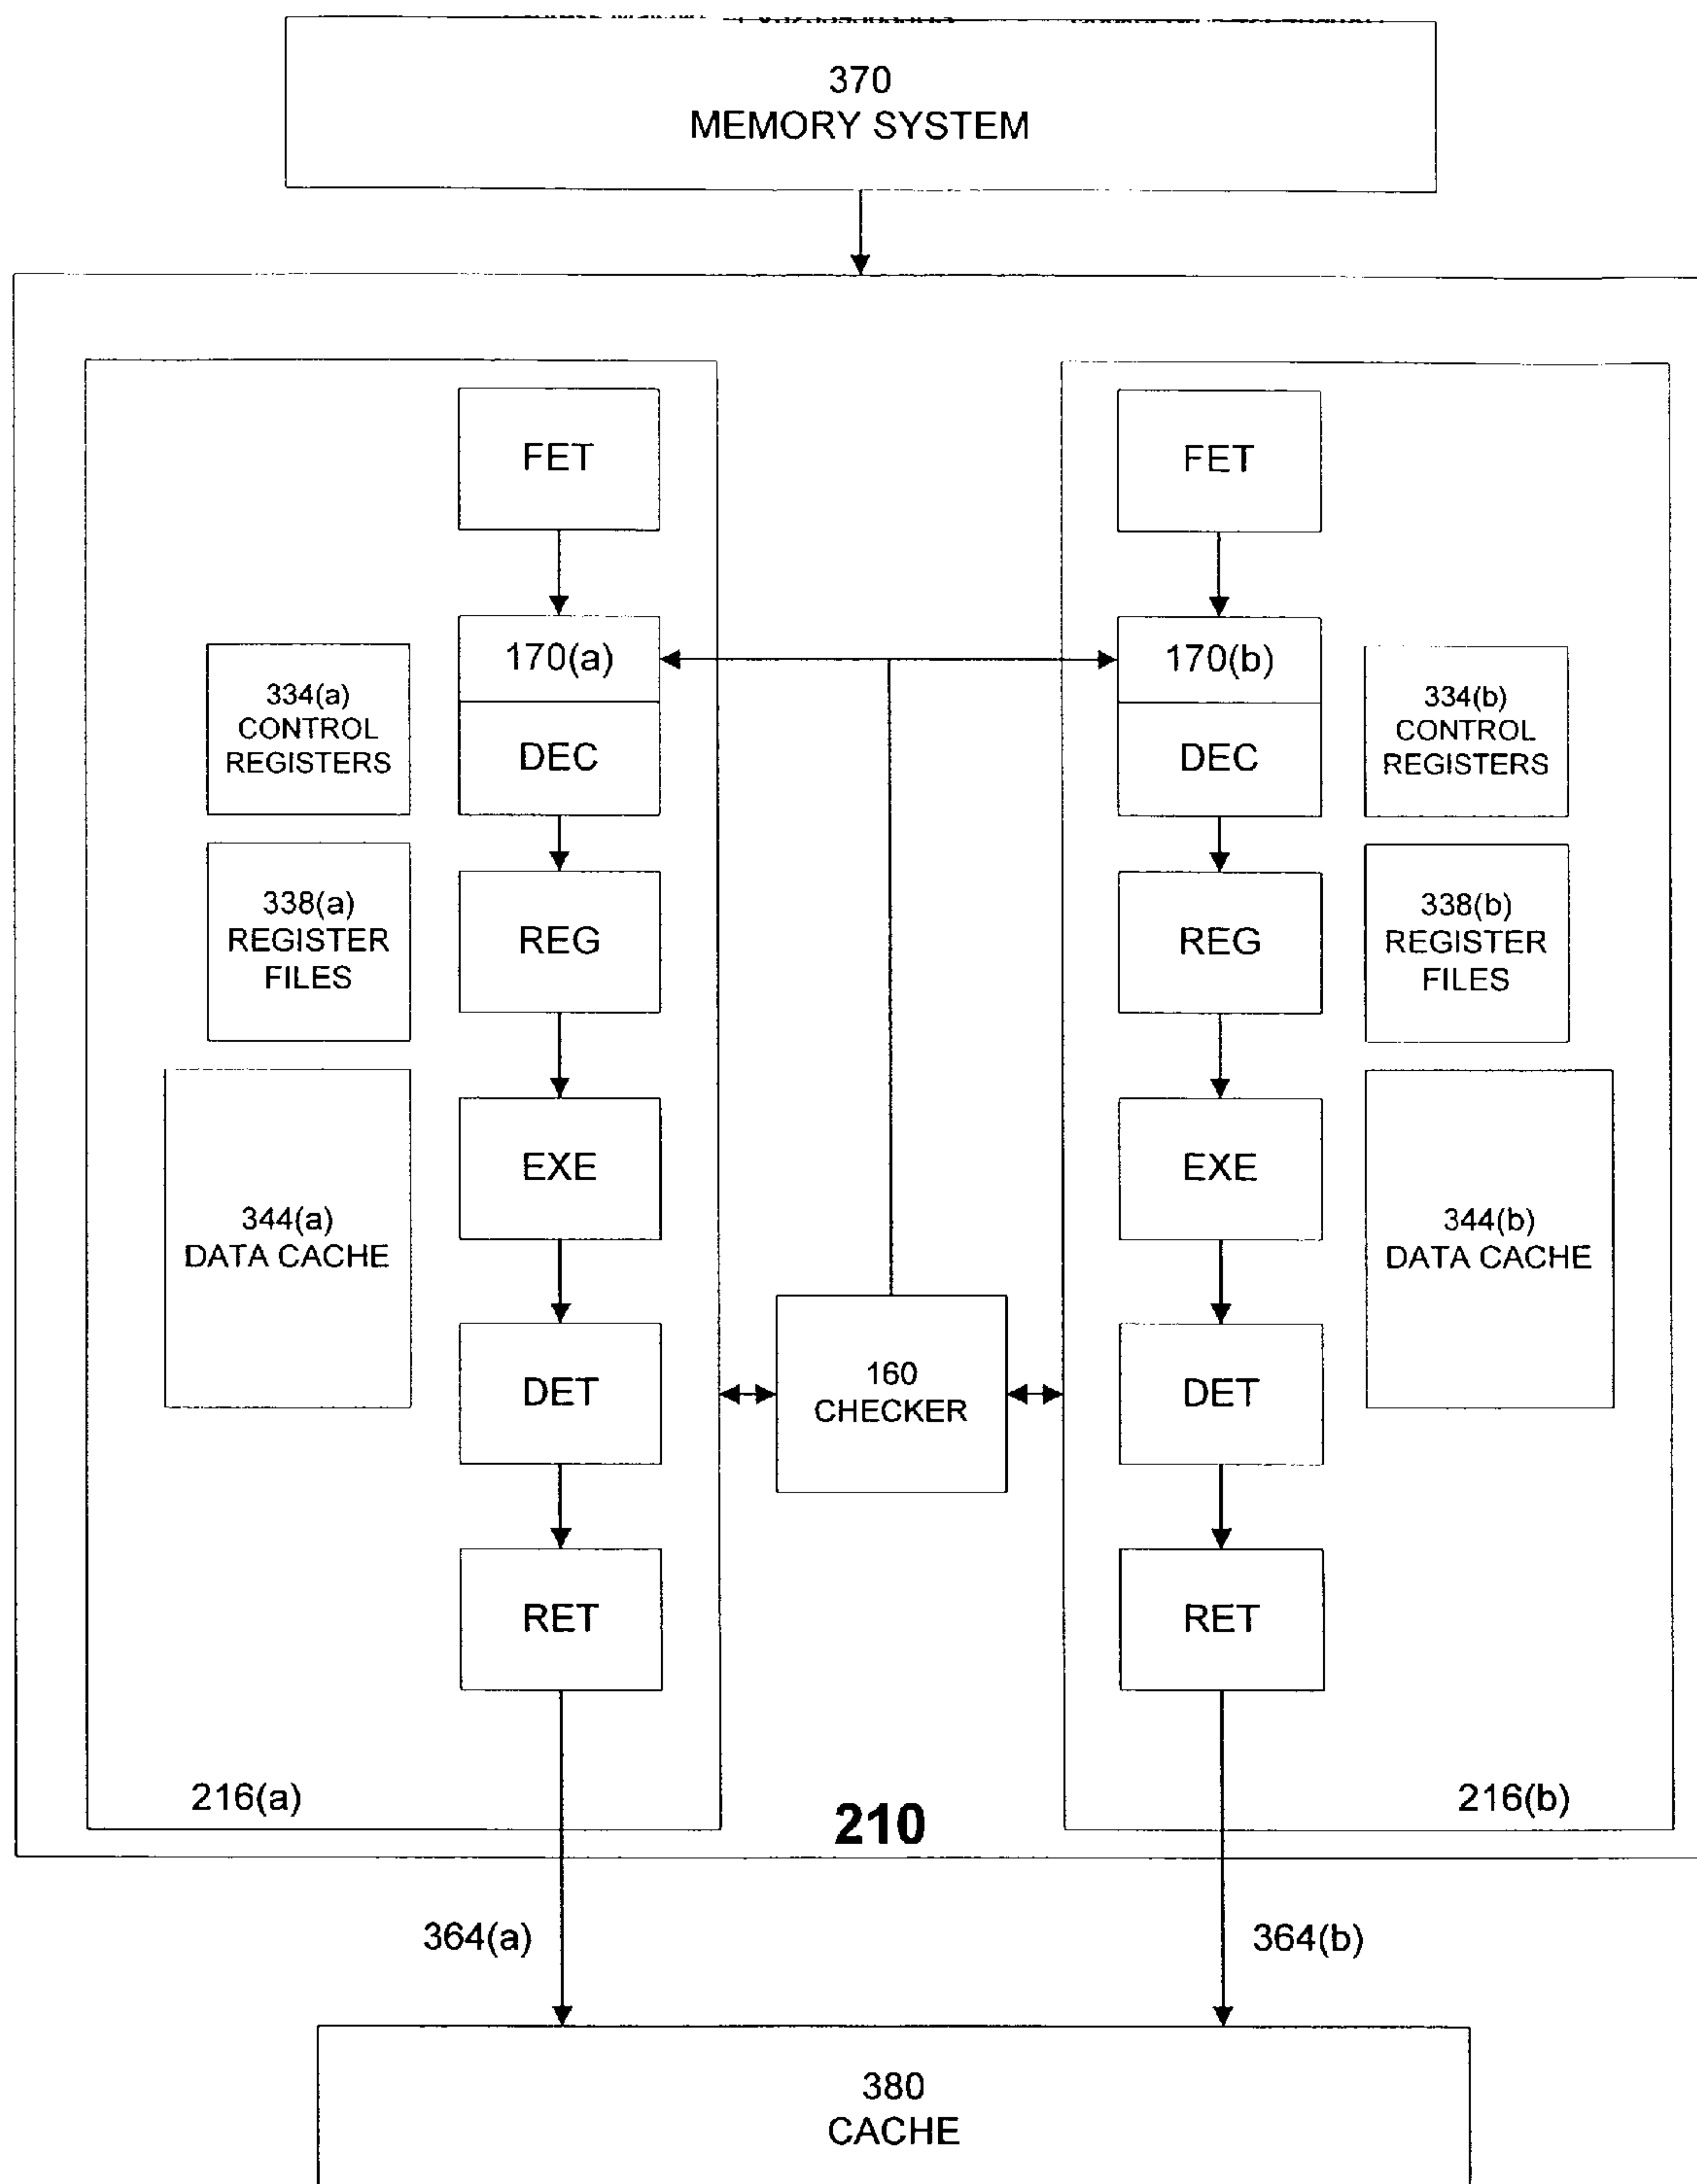 370
MEMORY SYSTEM
FET
FET
170(a)
170(b)
334(a)
CONTROL
REGISTERS
DEC
DEC
334(b)
CONTROL
REGISTERS
338(a)
REGISTER
FILES
REG
REG
338(b)
REGISTER
FILES
344(a)
DATA CACHE
EXE
EXE
344(b)
DATA CACHE
DET
160
CHECKER
DET
RET
RET
216(a)
210
216(b)
364(a)
364(b)
380
CACHE